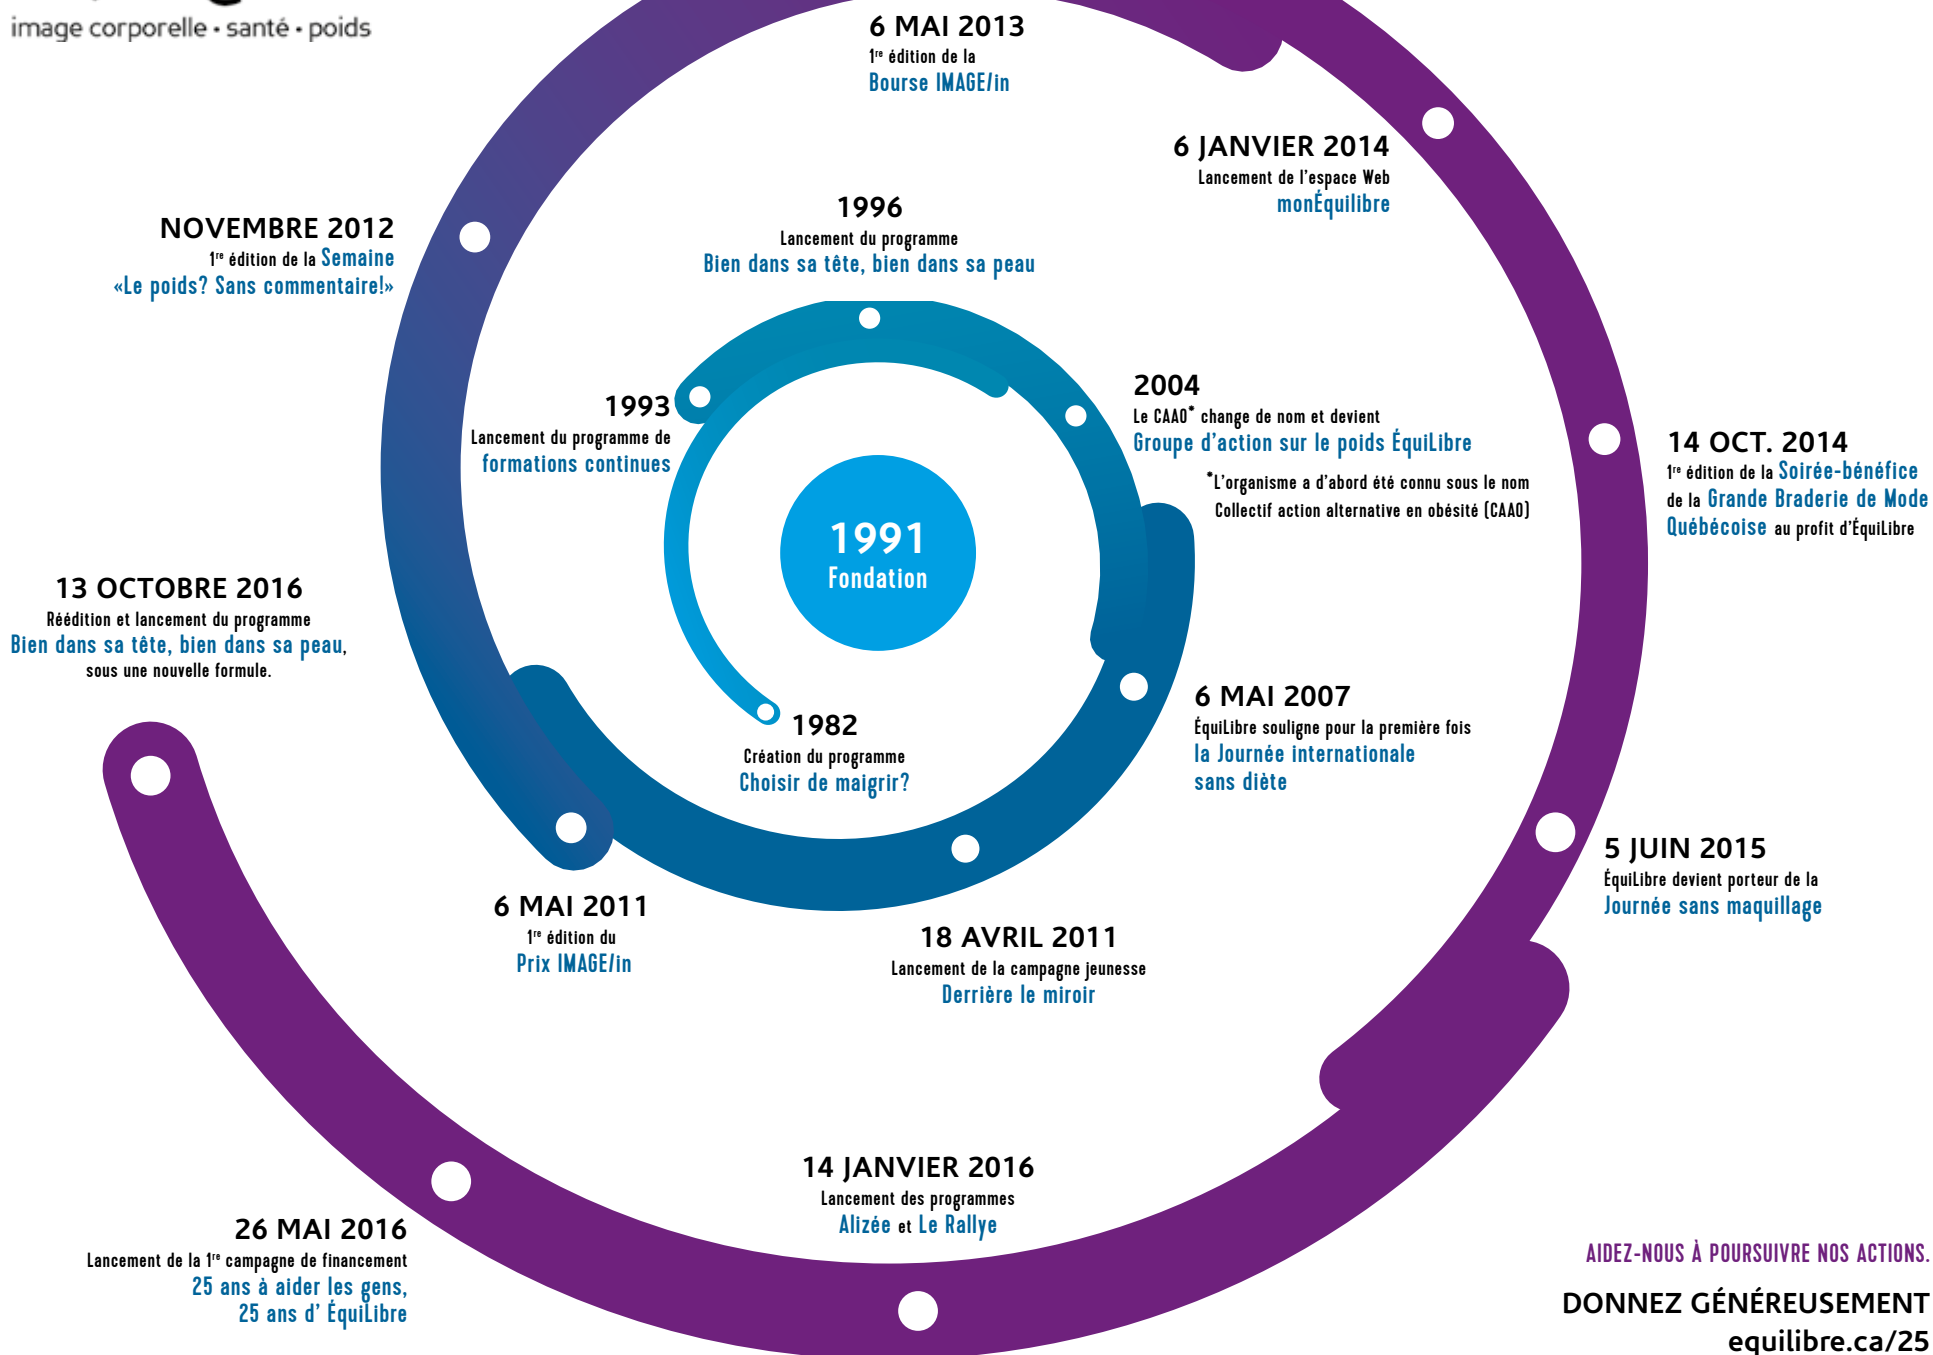 image corporelle • santé • poids
1991
Fondation
1982
Création du programme
Choisir de maigrir?
1993
Lancement du programme de
formations continues
1996
Lancement du programme
Bien dans sa tête, bien dans sa peau
2004
Le CAAO* change de nom et devient
Groupe d'action sur le poids ÉquiLibre
*L'organisme a d'abord été connu sous le nom
Collectif action alternative en obésité (CAAO)
6 MAI 2007
ÉquiLibre souligne pour la première fois
la Journée internationale
sans diète
18 AVRIL 2011
Lancement de la campagne jeunesse
Derrière le miroir
6 MAI 2011
1re édition du
Prix IMAGE/in
NOVEMBRE 2012
1re édition de la Semaine
«Le poids? Sans commentaire!»
6 MAI 2013
1re édition de la
Bourse IMAGE/in
6 JANVIER 2014
Lancement de l'espace Web
monÉquilibre
14 OCT. 2014
1re édition de la Soirée-bénéfice
de la Grande Braderie de Mode
Québécoise au profit d'ÉquiLibre
5 JUIN 2015
ÉquiLibre devient porteur de la
Journée sans maquillage
14 JANVIER 2016
Lancement des programmes
Alizée et Le Rallye
26 MAI 2016
Lancement de la 1re campagne de financement
25 ans à aider les gens,
25 ans d' ÉquiLibre
13 OCTOBRE 2016
Réédition et lancement du programme
Bien dans sa tête, bien dans sa peau,
sous une nouvelle formule.
AIDEZ-NOUS À POURSUIVRE NOS ACTIONS.
DONNEZ GÉNÉREUSEMENT
equilibre.ca/25